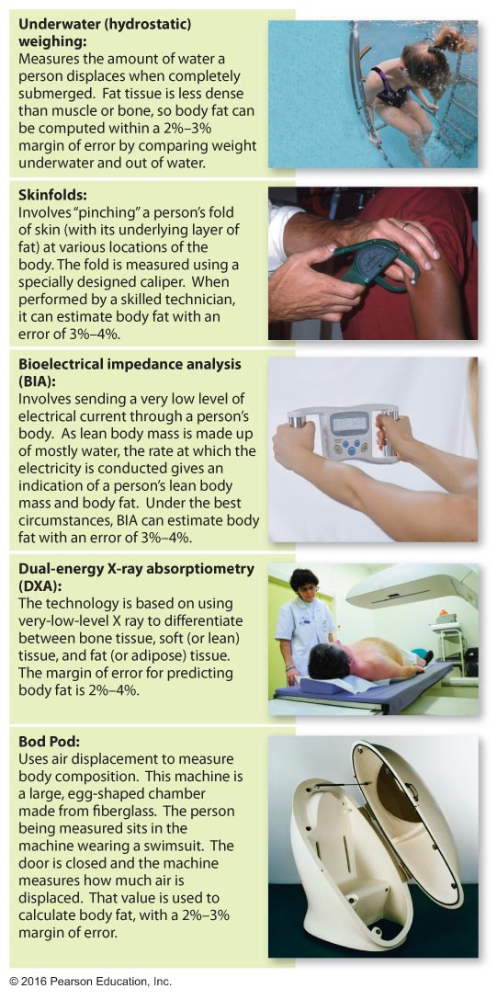 Underwater (hydrostatic)
weighing:
Measures the amount of water a
person displaces when completely
submerged. Fat tissue is less dense
than muscle or bone, so body fat can
be computed within a 2%–3%
margin of error by comparing weight
underwater and out of water.
Skinfolds:
Involves “pinching” a person’s fold
of skin (with its underlying layer of
fat) at various locations of the
body. The fold is measured using a
specially designed caliper. When
performed by a skilled technician,
it can estimate body fat with an
error of 3%–4%.
Bioelectrical impedance analysis
(BIA):
Involves sending a very low level of
electrical current through a person’s
body. As lean body mass is made up
of mostly water, the rate at which the
electricity is conducted gives an
indication of a person’s lean body
mass and body fat. Under the best
circumstances, BIA can estimate body
fat with an error of 3%–4%.
Dual-energy X-ray absorptiometry
(DXA):
The technology is based on using
very-low-level X ray to differentiate
between bone tissue, soft (or lean)
tissue, and fat (or adipose) tissue.
The margin of error for predicting
body fat is 2%–4%.
Bod Pod:
Uses air displacement to measure
body composition. This machine is
a large, egg-shaped chamber
made from fiberglass. The person
being measured sits in the
machine wearing a swimsuit. The
door is closed and the machine
measures how much air is
displaced. That value is used to
calculate body fat, with a 2%–3%
margin of error.
© 2016 Pearson Education, Inc.